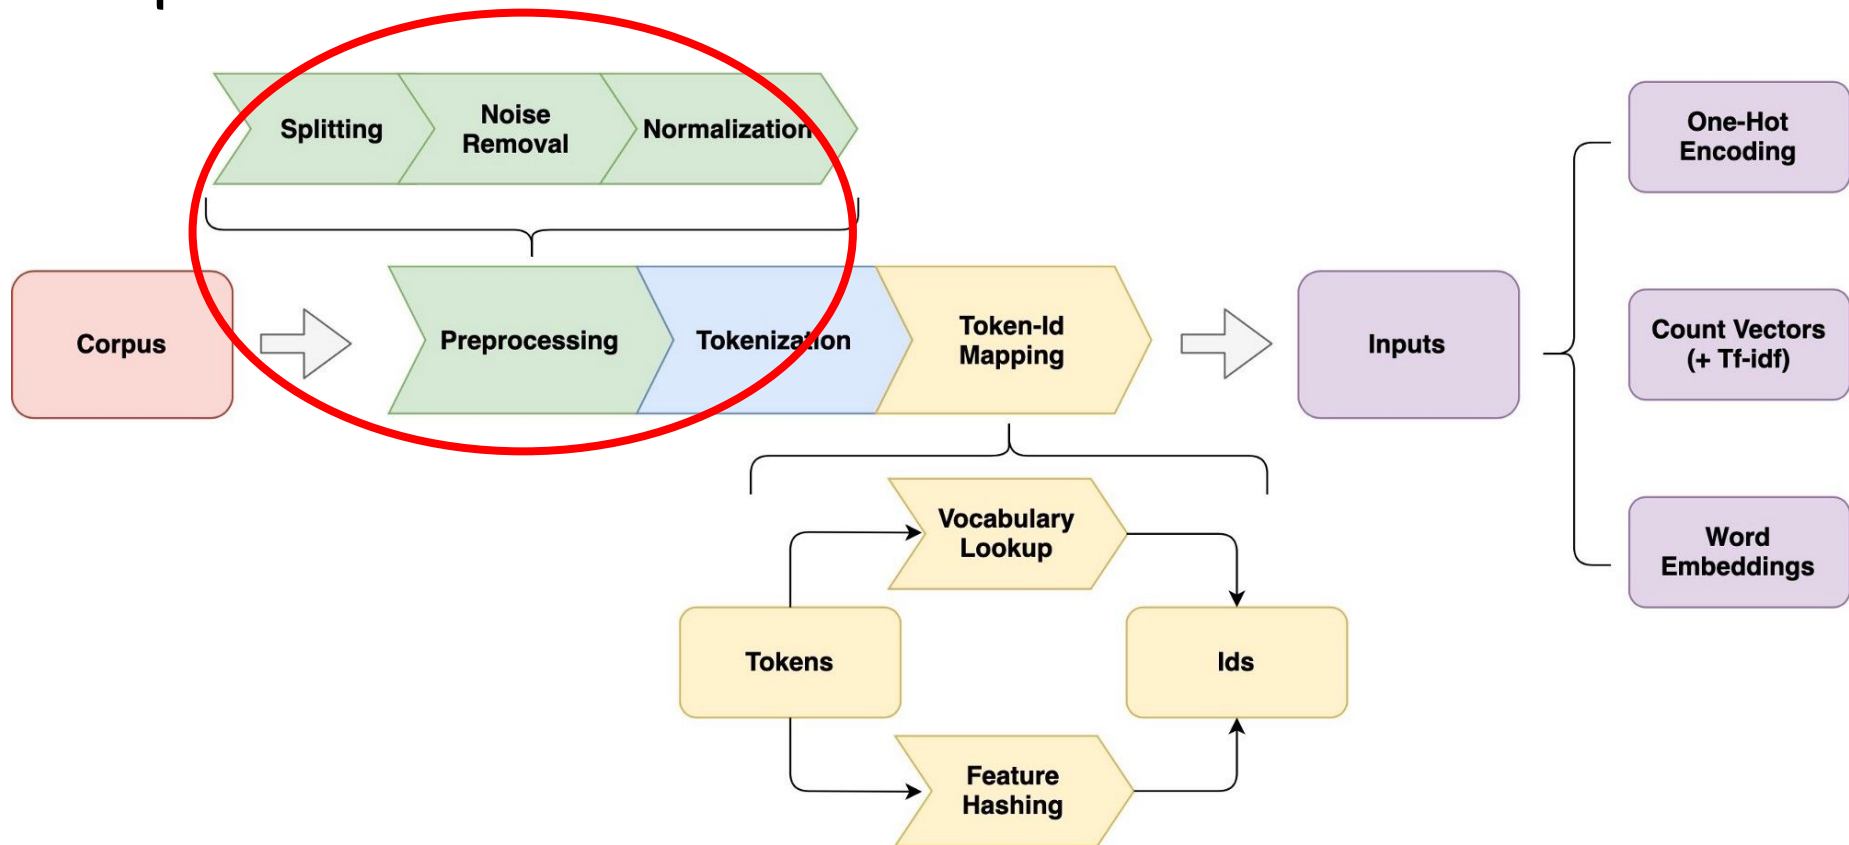 Splitting
Noise
Removal
Normalization
One-Hot
Encoding
Corpus
Preprocessing
Tokenization
Token-Id
Mapping
Inputs
Count Vectors
(+ Tf-idf)
Vocabulary
Lookup
Word
Embeddings
Tokens
Ids
Feature
Hashing